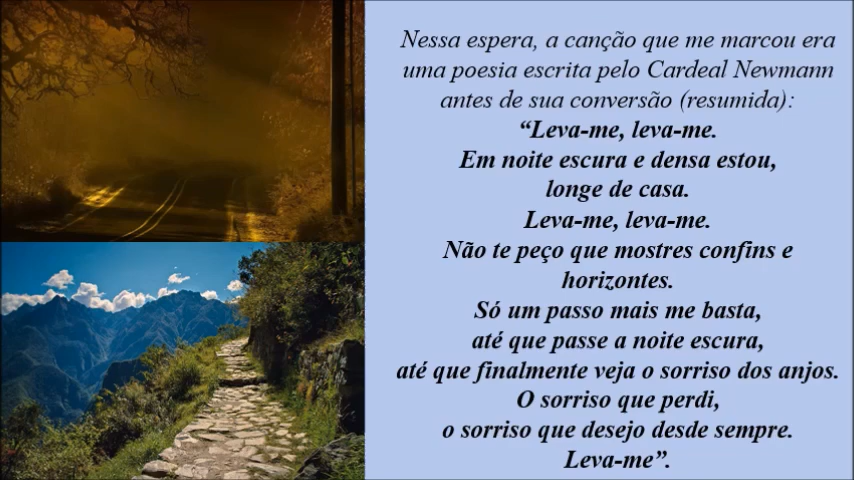 Nessa espera, a canção que me marcou era
uma poesia escrita pelo Cardeal Newmann
antes de sua conversão (resumida):
“Leva-me, leva-me.
Em noite escura e densa estou,
longe de casa.
Leva-me, leva-me.
Não te peço que mostres confins e
horizontes.
Só um passo mais me basta,
até que passe a noite escura,
até que finalmente veja o sorriso dos anjos.
O sorriso que perdi,
o sorriso que desejo desde sempre.
Leva-me”.